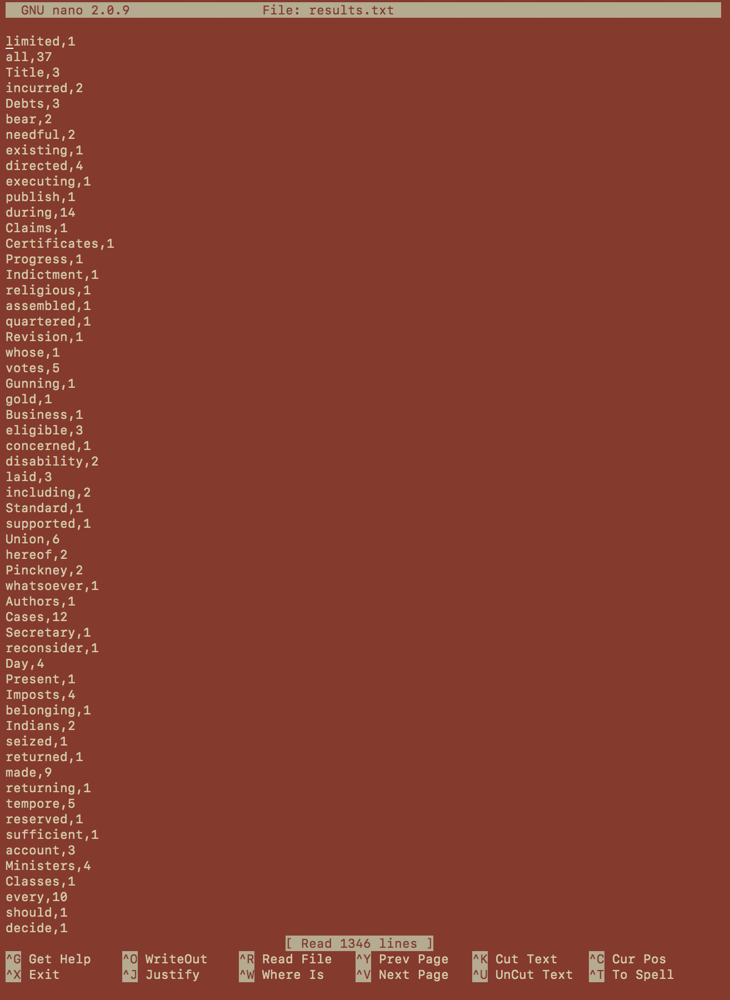 GNU nano 2.0.9 File: results.txt
limited,1
all,37
Title,3
incurred,2
Debts,3
bear,2
needful,2
existing,1
directed,4
executing,1
publish,1
during,14
Claims,1
Certificates,1
Progress,1
Indictment,1
religious,1
assembled,1
quartered,1
Revision,1
whose,1
votes,5
Gunning,1
gold,1
Business,1
eligible,3
concerned,1
disability,2
laid,3
including,2
Standard,1
supported,1
Union,6
hereof,2
Pinckney,2
whatsoever,1
Authors,1
Cases,12
Secretary,1
reconsider,1
Day,4
Present,1
Imposts,4
belonging,1
Indians,2
seized,1
returned,1
made,9
returning,1
tempore,5
reserved,1
sufficient,1
account,3
Ministers,4
Classes,1
every,10
should,1
decide,1
[ Read 1346 lines ]
^G Get Help ^O WriteOut ^R Read File ^Y Prev Page ^K Cut Text ^C Cur Pos
^X Exit ^J Justify ^W Where Is ^V Next Page ^U UnCut Text ^T To Spell